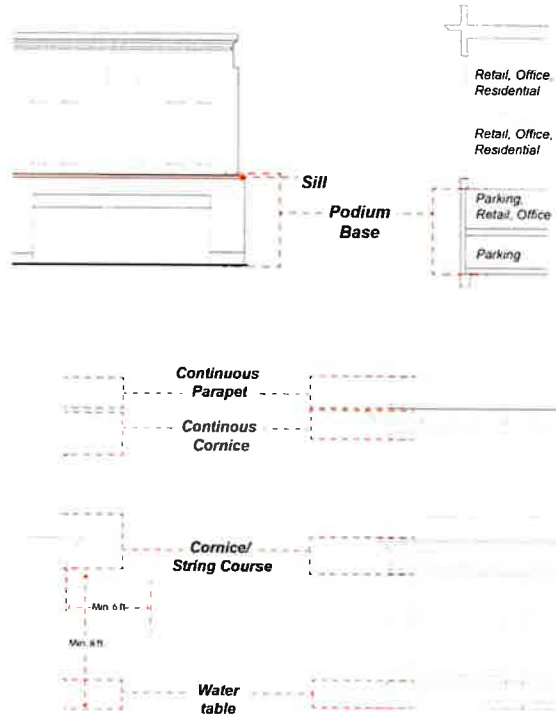 Retail, Office,
Residential
Retail, Office,
Residential
Sill
Podium
Base
Parking,
Retail, Office
Parking
Continuous
Parapet
Continous
Cornice
Cornice/
String Course
Min. 6 ft.
Min. 8 ft.
Water
table